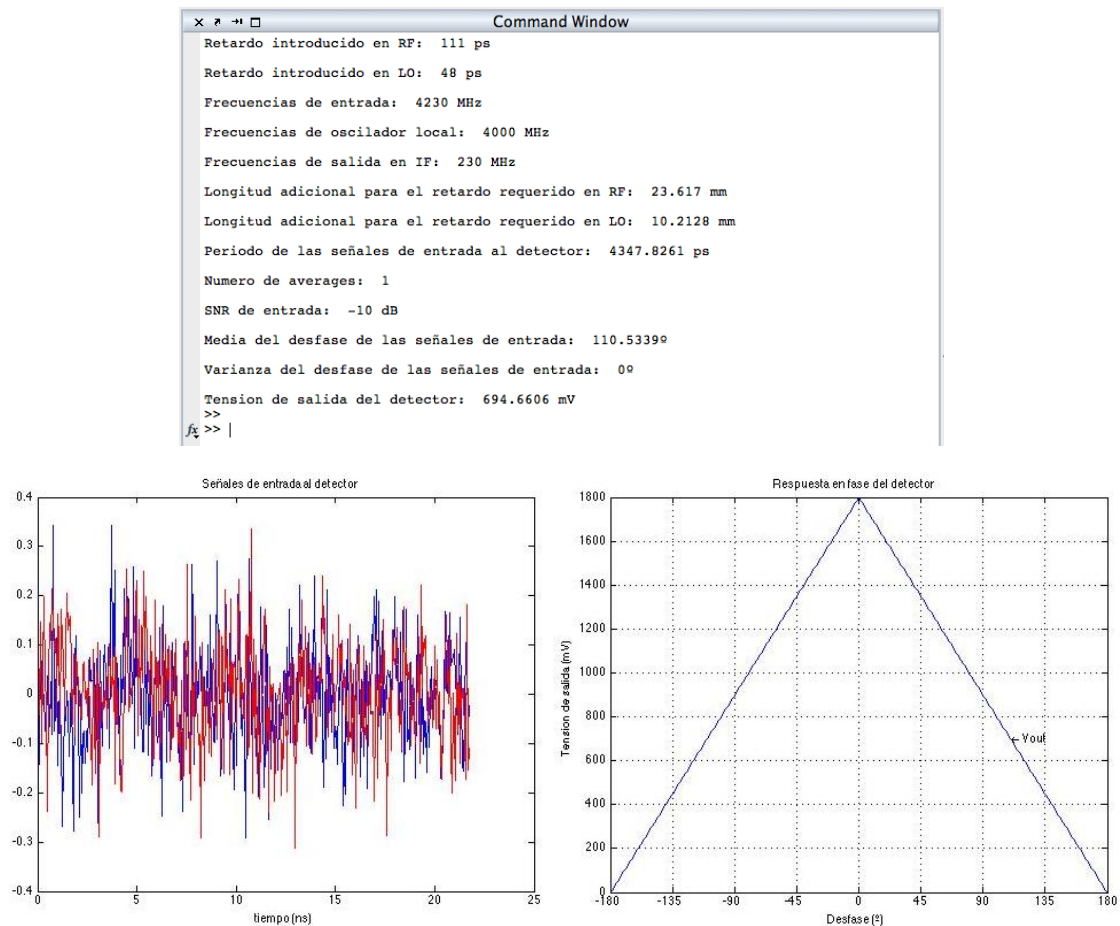 Command Window
Retardo introducido en RF:  111 ps
Retardo introducido en LO:  48 ps
Frecuencias de entrada:  4230 MHz
Frecuencias de oscilador local:  4000 MHz
Frecuencias de salida en IF:  230 MHz
Longitud adicional para el retardo requerido en RF:  23.617 mm
Longitud adicional para el retardo requerido en LO:  10.2128 mm
Periodo de las señales de entrada al detector:  4347.8261 ps
Numero de averages:  1
SNR de entrada:  -10 dB
Media del desfase de las señales de entrada:  110.5339º
Varianza del desfase de las señales de entrada:  0º
Tension de salida del detector:  694.6606 mV
>>
fx >>
Señales de entrada al detector
0.4
0.3
0.2
0.1
0
-0.1
-0.2
-0.3
-0.4
0 5 10 15 20 25
tiempo (ns)
Respuesta en fase del detector
Tension de salida (mV)
1800
1600
1400
1200
1000
800
600
400
200
0
Vout
-180 -135 -90 -45 0 45 90 135 180
Desfase (º)